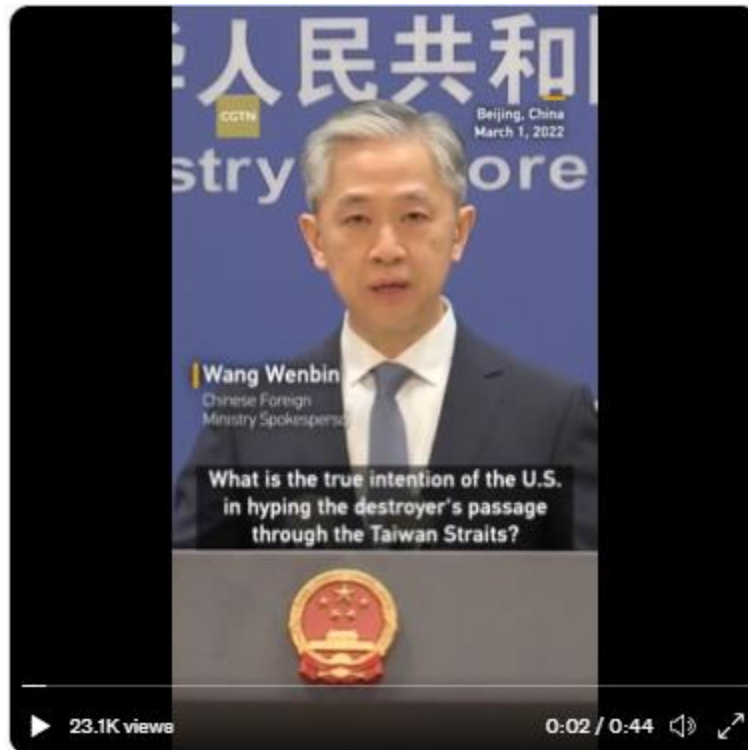 人民共和
CGTN
Beijing, China
March 1, 2022
stry
ore
Wang Wenbin
Chinese Foreign
Ministry Spokesperso
What is the true intention of the U.S.
in hyping the destroyer's passage
through the Taiwan Straits?
23.1K views
0:02 / 0:44